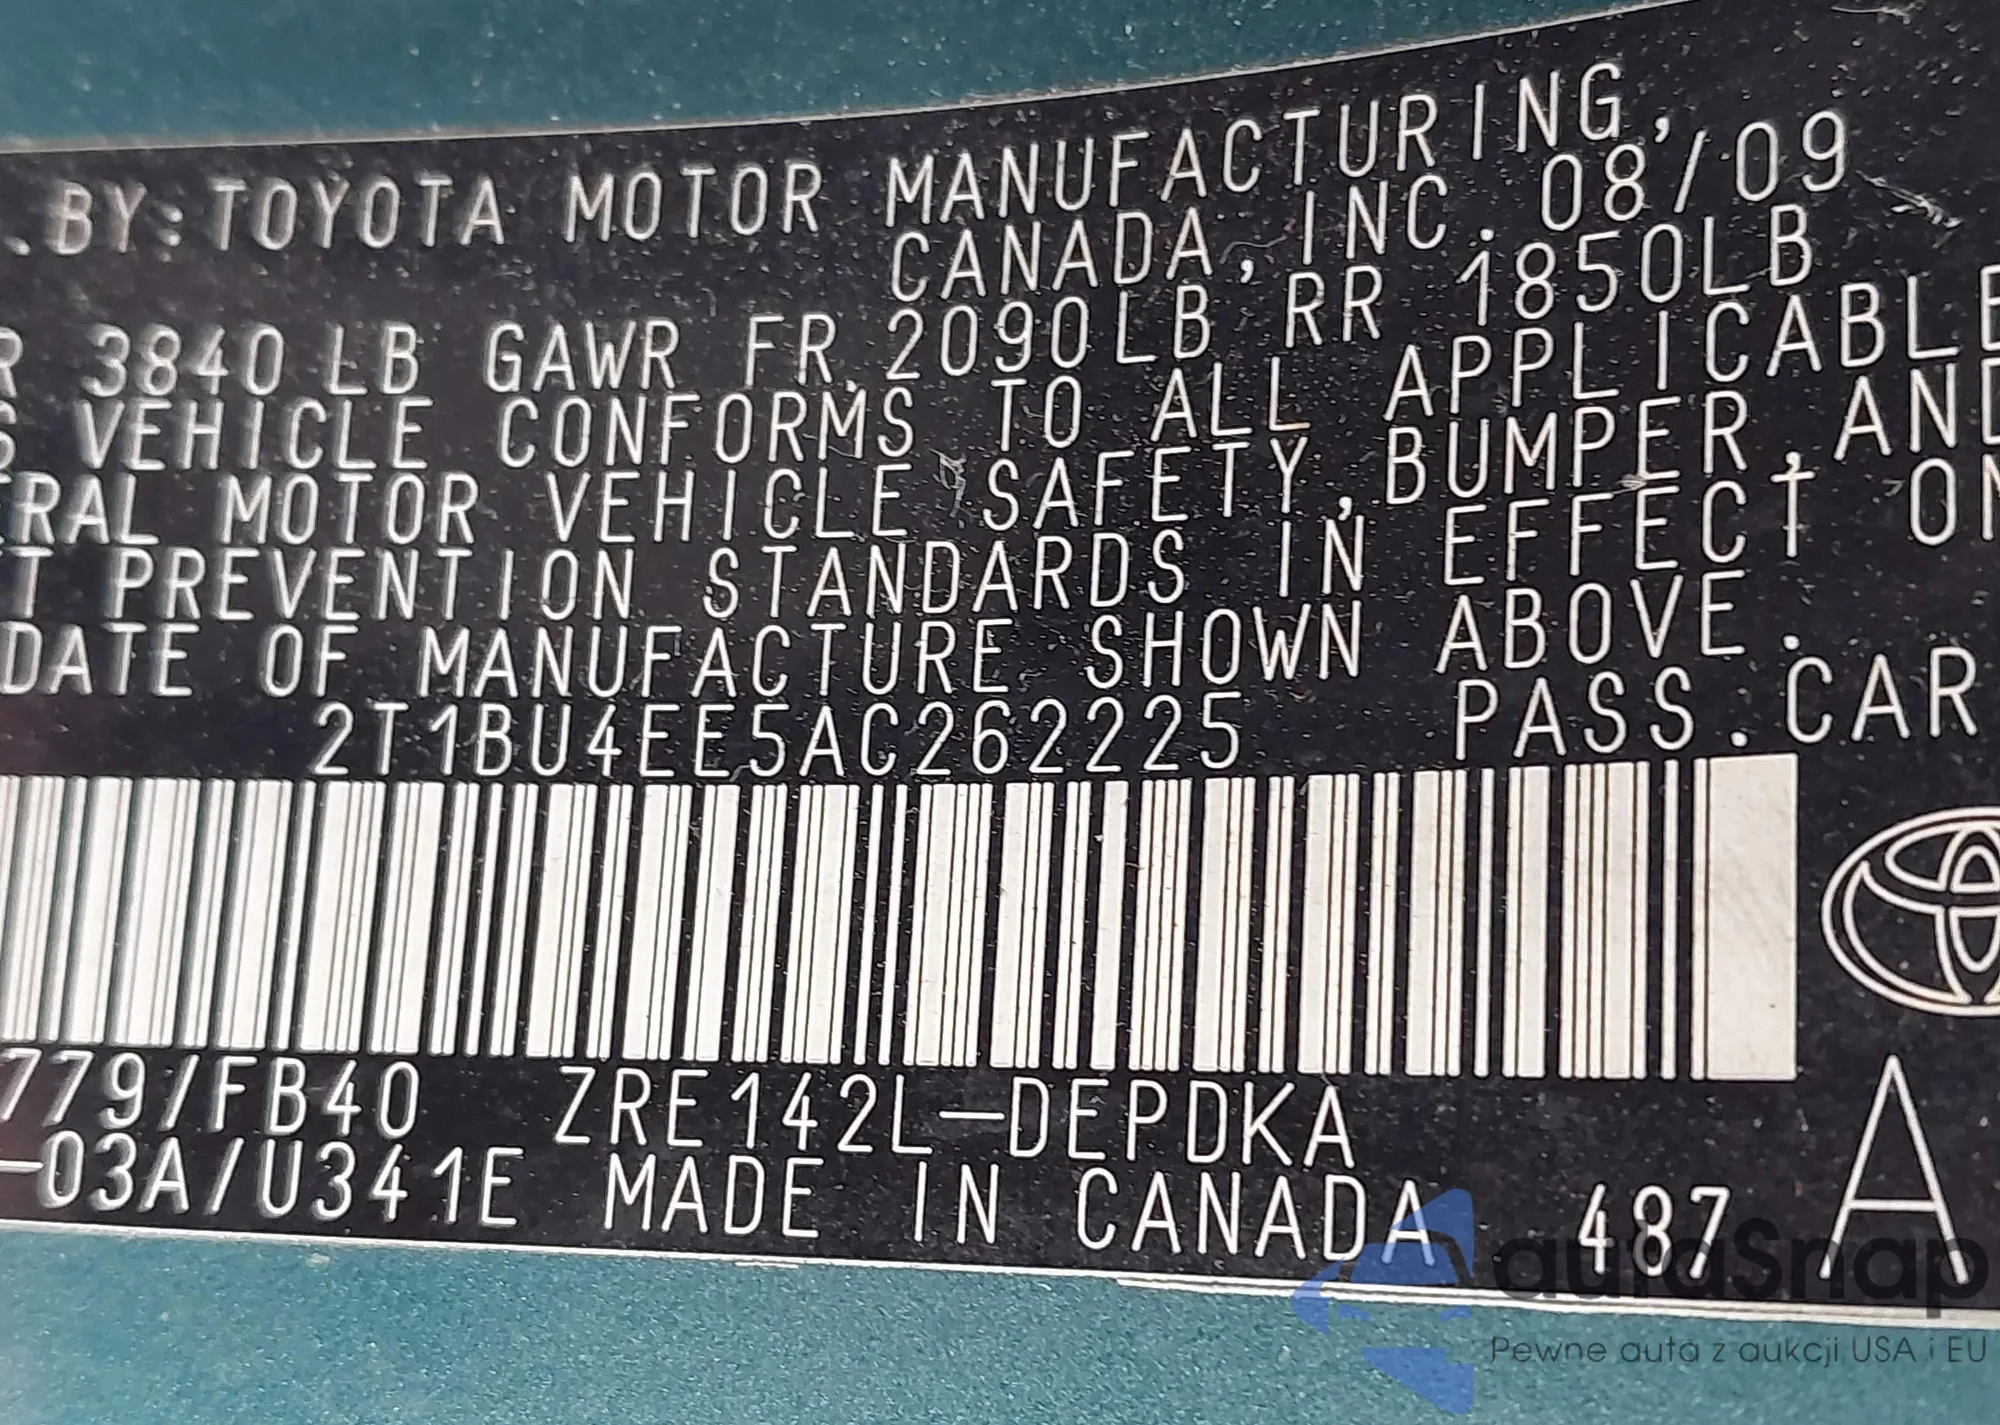 . BY: TOYOTA MOTOR MANUFACTURING,
CANADA, INC. 08/09
R 3840 LB GAWR FR. 2090LB RR 1850LB
S VEHICLE CONFORMS TO ALL APPLICABLE
ERAL MOTOR VEHICLE SAFETY, BUMPER, AND
T PREVENTION STANDARDS IN EFFECT ON
DATE OF MANUFACTURE SHOWN ABOVE.
2T1BU4EE5AC262225 PASS. CAR
779/FB40 ZRE142L-DEPDKA
-03A/U341E MADE IN CANADA 487 A
autaSnap
Pewne auta z aukcji USA i EU